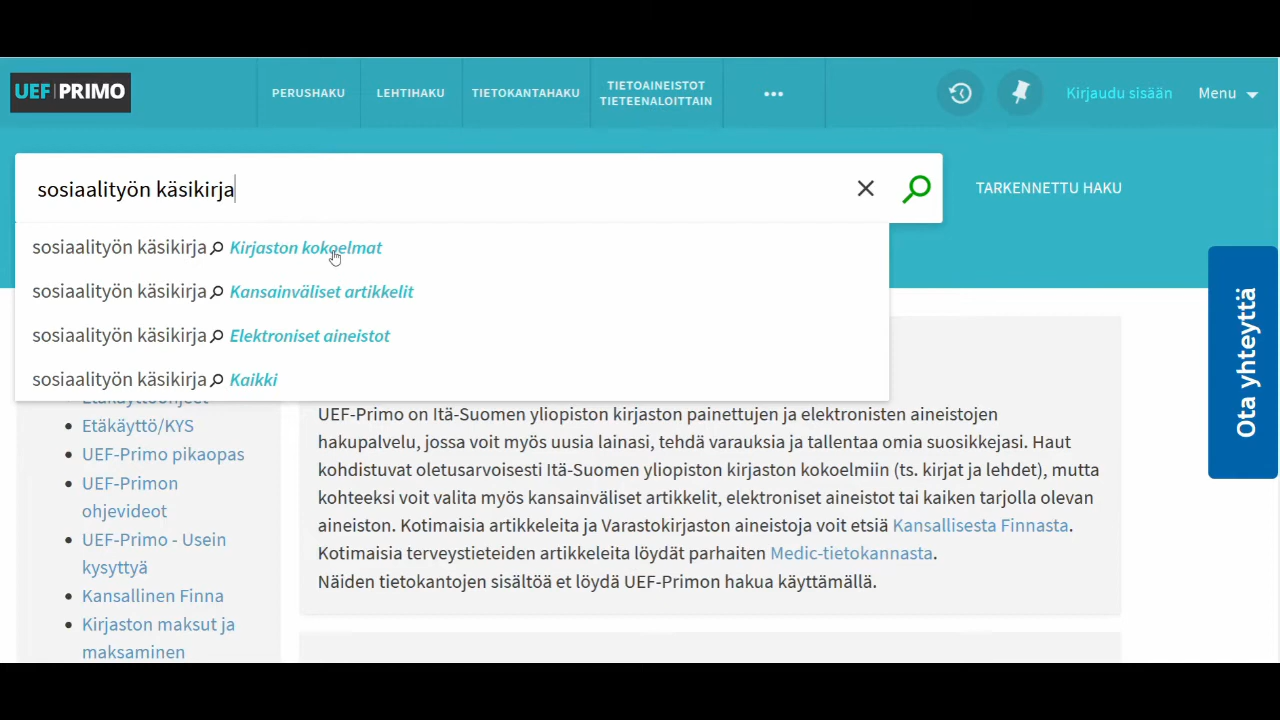 UEF|PRIMO
PERUSHAKU
LEHTIHAKU
TIETOKANTAHAKU
TIETOAINEISTOT
TIETEENALOITTAIN
Kirjaudu sisään
Menu
sosiaalityön käsikirja
TARKENNETTU HAKU
sosiaalityön käsikirja Kirjaston kokoelmat
sosiaalityön käsikirja Kansainväliset artikkelit
sosiaalityön käsikirja Elektroniset aineistot
sosiaalityön käsikirja Kaikki
Ota yhteyttä
Etäkäyttöohjeet
Etäkäyttö/KYS
UEF-Primo pikaopas
UEF-Primon
ohjevideot
UEF-Primo - Usein
kysyttyä
Kansallinen Finna
Kirjaston maksut ja
maksaminen
UEF-Primo on Itä-Suomen yliopiston kirjaston painettujen ja elektronisten aineistojen
hakupalvelu, jossa voit myös uusia lainasi, tehdä varauksia ja tallentaa omia suosikkejasi. Haut
kohdistuvat oletusarvoisesti Itä-Suomen yliopiston kirjaston kokoelmiin (ts. kirjat ja lehdet), mutta
kohteeksi voit valita myös kansainväliset artikkelit, elektroniset aineistot tai kaiken tarjolla olevan
aineiston. Kotimaisia artikkeleita ja Varastokirjaston aineistoja voit etsiä Kansallisesta Finnasta.
Kotimaisia terveystieteiden artikkeleita löydät parhaiten Medic-tietokannasta.
Näiden tietokantojen sisältöä et löydä UEF-Primon hakua käyttämällä.